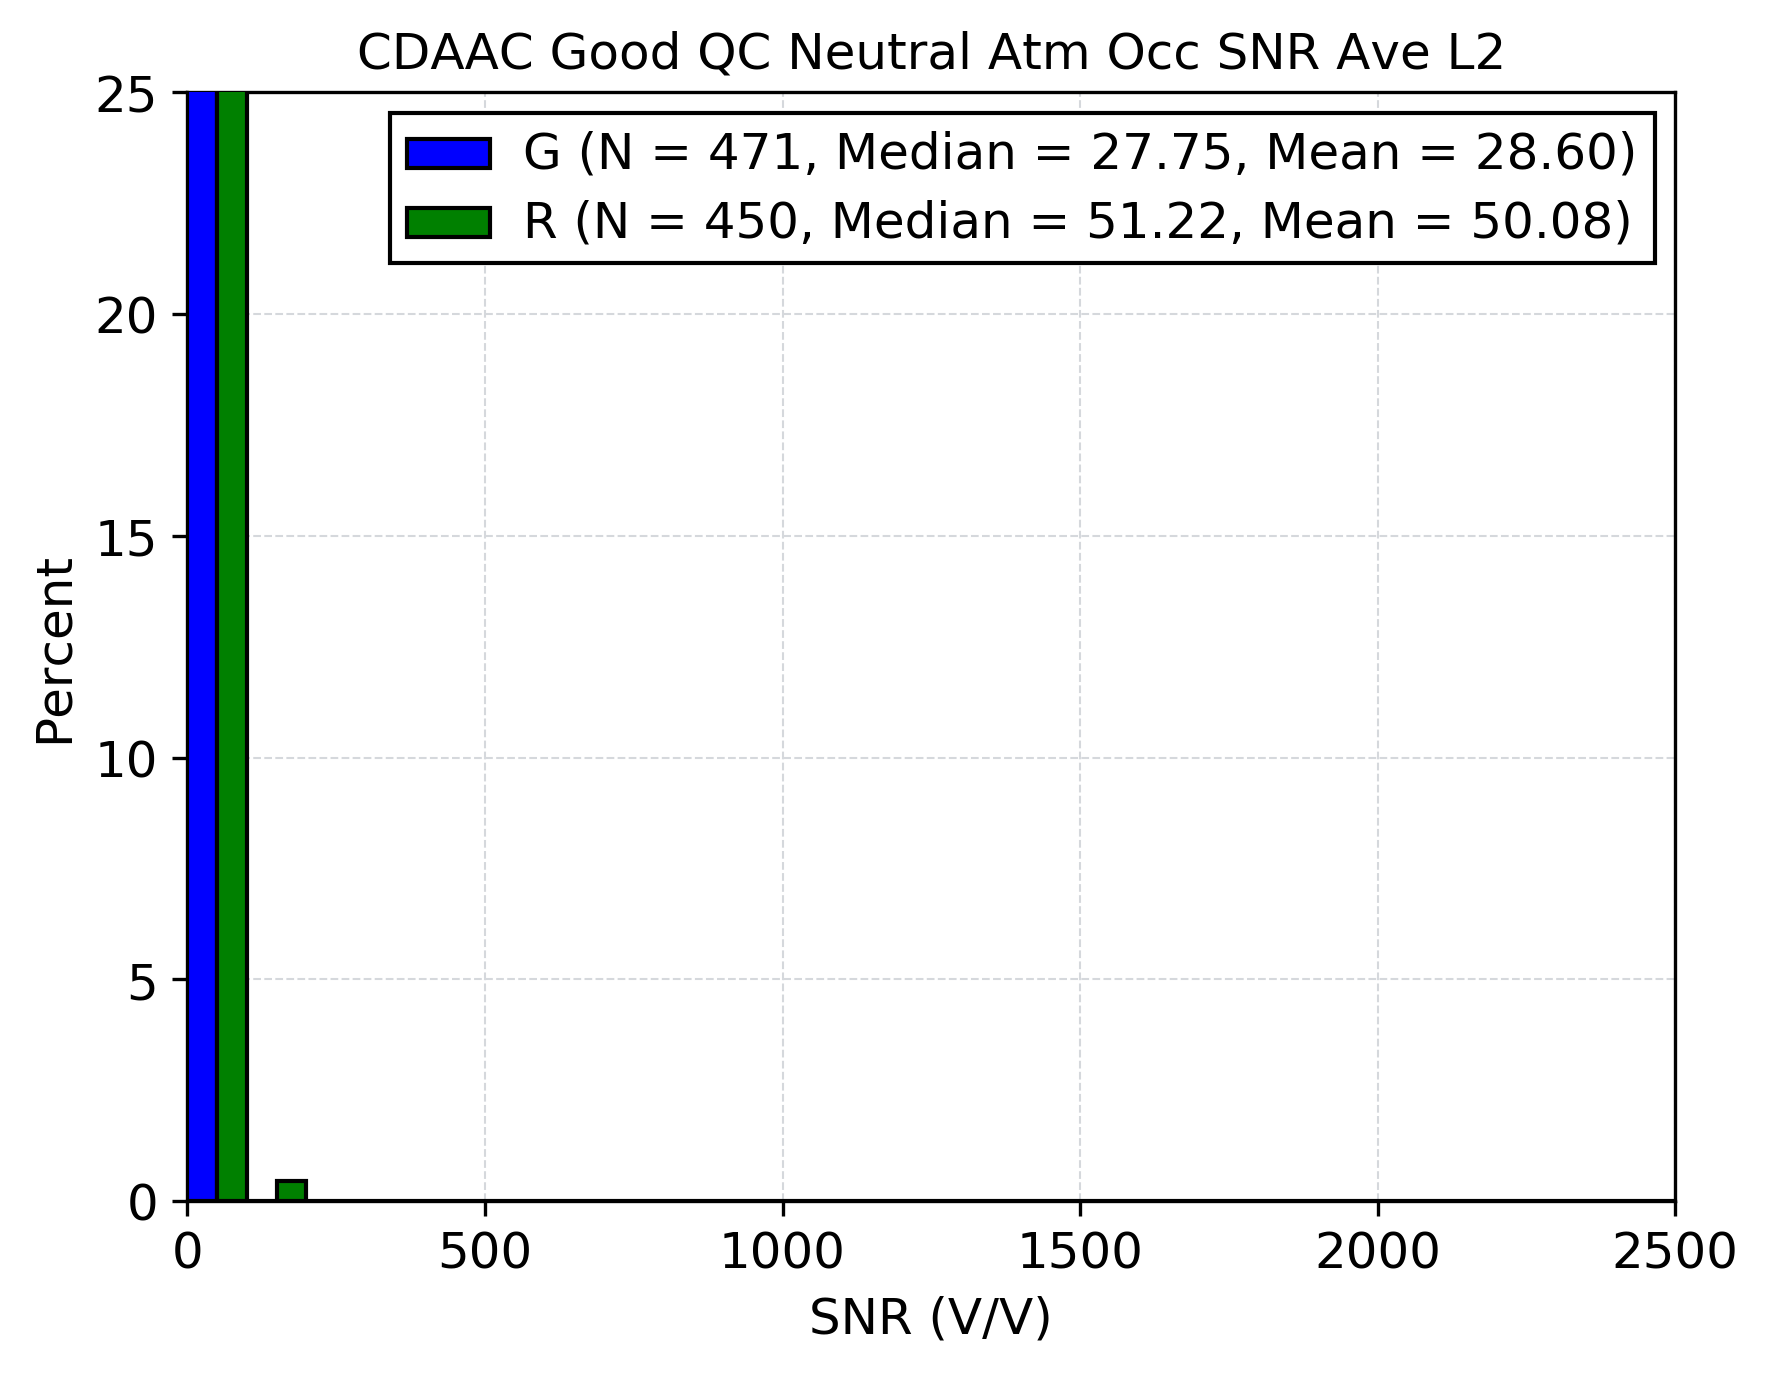 CDAAC Good QC Neutral Atm Occ SNR Ave L2
G (N = 471, Median = 27.75, Mean = 28.60)
R (N = 450, Median = 51.22, Mean = 50.08)
25
20
15
10
5
0
Percent
0 500 1000 1500 2000 2500
SNR (V/V)